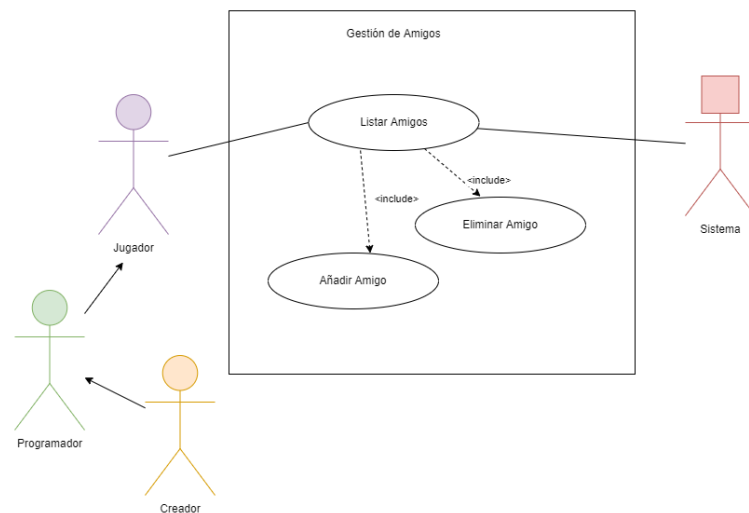 Gestión de Amigos
Listar Amigos
<include>
<include>
Eliminar Amigo
Añadir Amigo
Jugador
Sistema
Programador
Creador